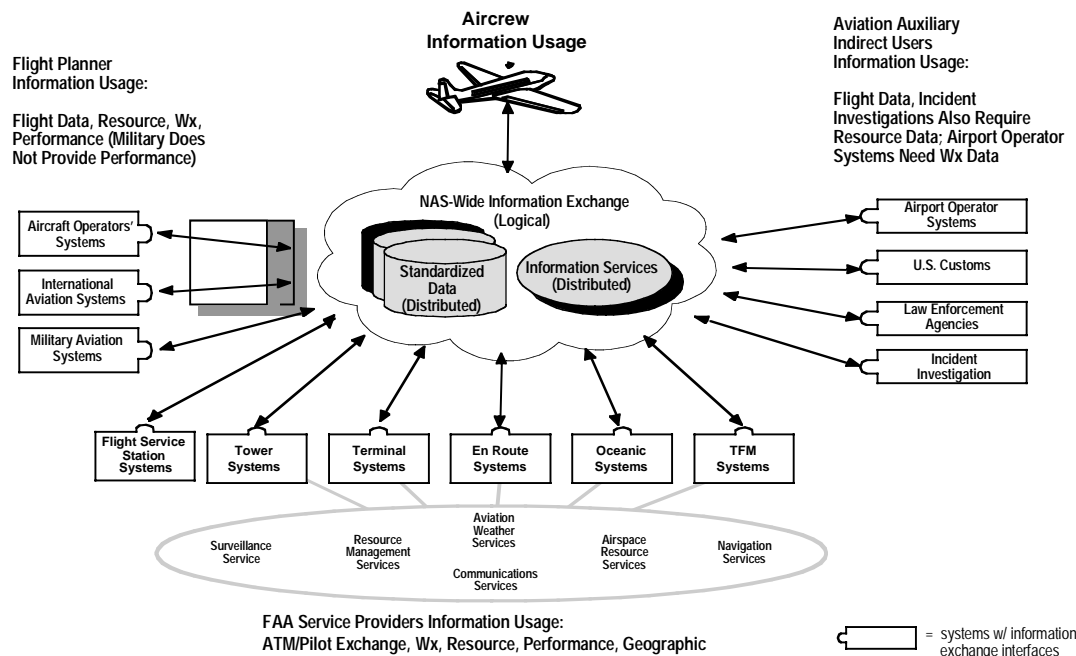 Aircrew
Information Usage
Flight Planner
Information Usage:
Flight Data, Resource, Wx,
Performance (Military Does
Not Provide Performance)
Aviation Auxiliary
Indirect Users
Information Usage:
Flight Data, Incident
Investigations Also Require
Resource Data; Airport Operator
Systems Need Wx Data
NAS-Wide Information Exchange
(Logical)
Standardized
Data
(Distributed)
Information Services
(Distributed)
Aircraft Operators'
Systems
International
Aviation Systems
Military Aviation
Systems
Airport Operator
Systems
U.S. Customs
Law Enforcement
Agencies
Incident
Investigation
Flight Service
Station
Systems
Tower
Systems
Terminal
Systems
En Route
Systems
Oceanic
Systems
TFM
Systems
Surveillance
Service
Resource
Management
Services
Aviation
Weather
Services
Communications
Services
Airspace
Resource
Services
Navigation
Services
FAA Service Providers Information Usage:
ATM/Pilot Exchange, Wx, Resource, Performance, Geographic
= systems w/ information
exchange interfaces